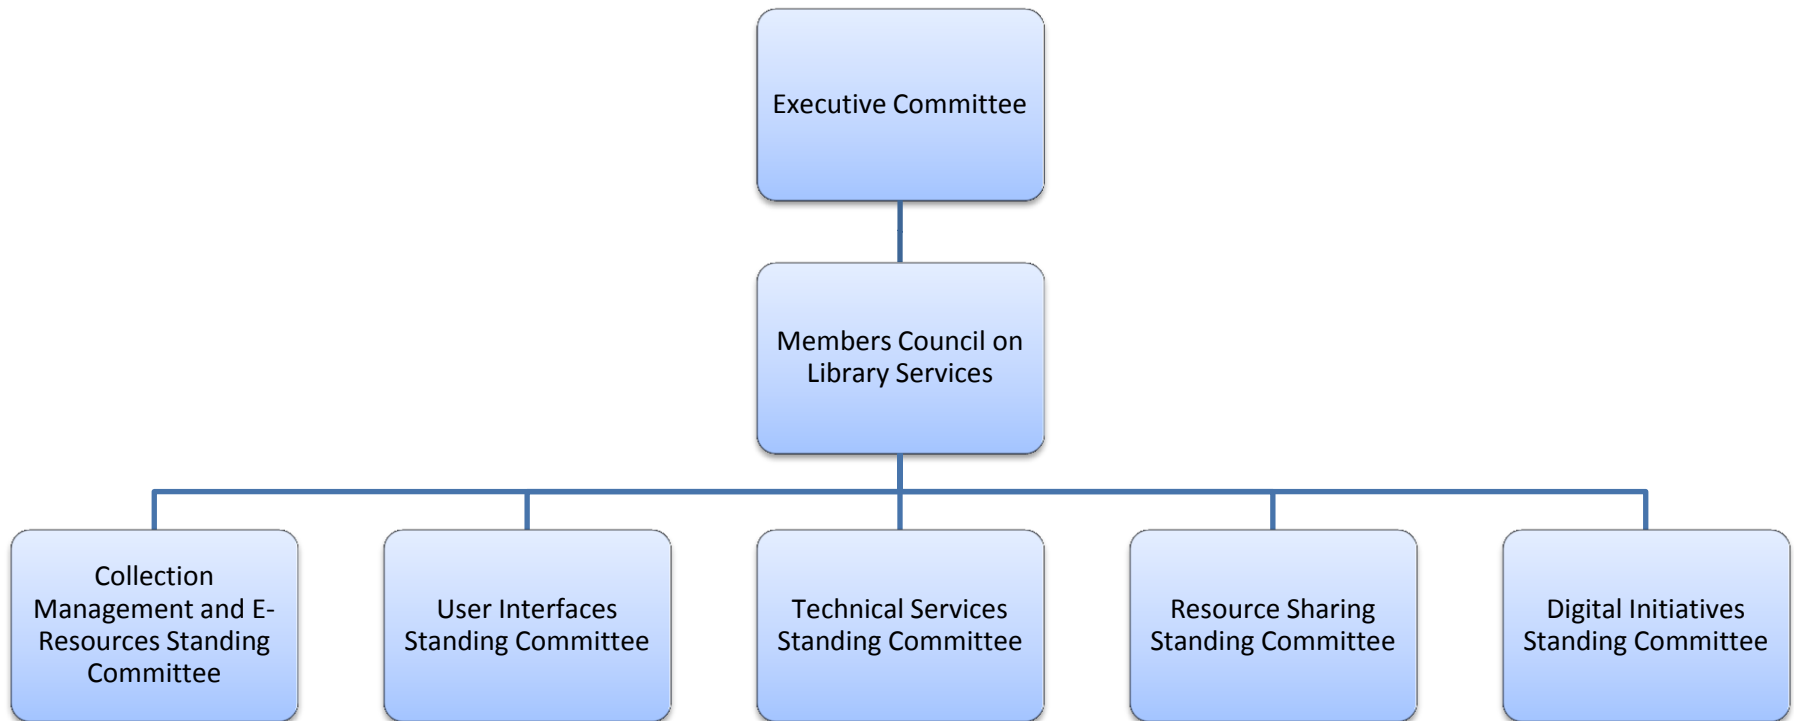 Executive Committee
Members Council on
Library Services
Collection
Management and E-
Resources Standing
Committee
User Interfaces
Standing Committee
Technical Services
Standing Committee
Resource Sharing
Standing Committee
Digital Initiatives
Standing Committee